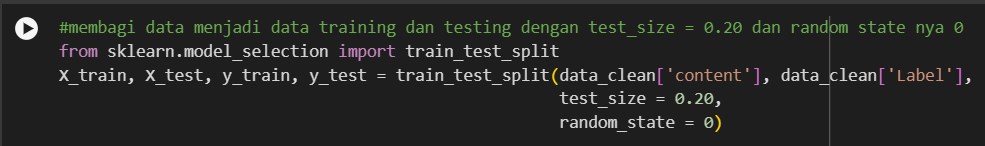 #membagi data menjadi data training dan testing dengan test_size = 0.20 dan random state nya 0
from sklearn.model_selection import train_test_split
X_train, X_test, y_train, y_test = train_test_split(data_clean['content'], data_clean['Label'],
test_size = 0.20,
random_state = 0)